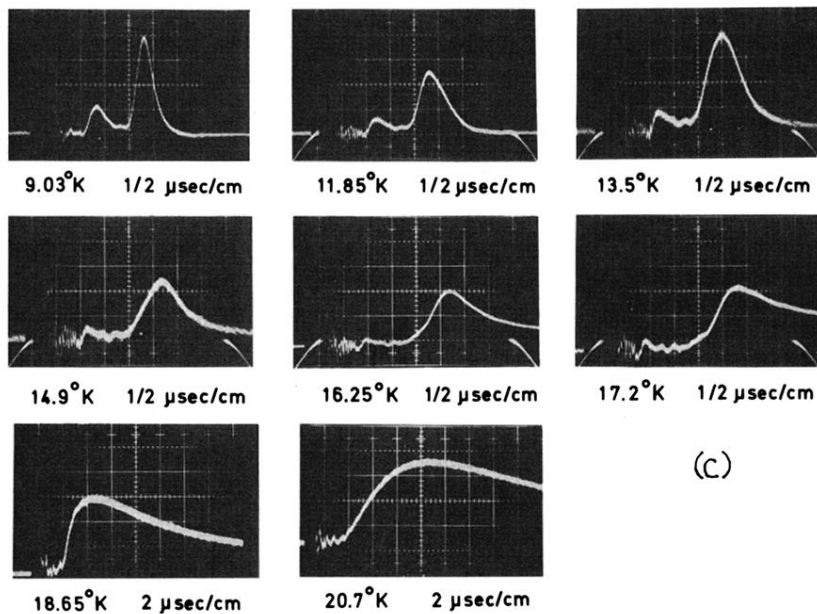 9.03°K 1/2 µsec/cm
11.85°K 1/2 µsec/cm
13.5°K 1/2 µsec/cm
14.9°K 1/2 µsec/cm
16.25°K 1/2 µsec/cm
17.2°K 1/2 µsec/cm
18.65°K 2 µsec/cm
20.7°K 2 µsec/cm
(C)